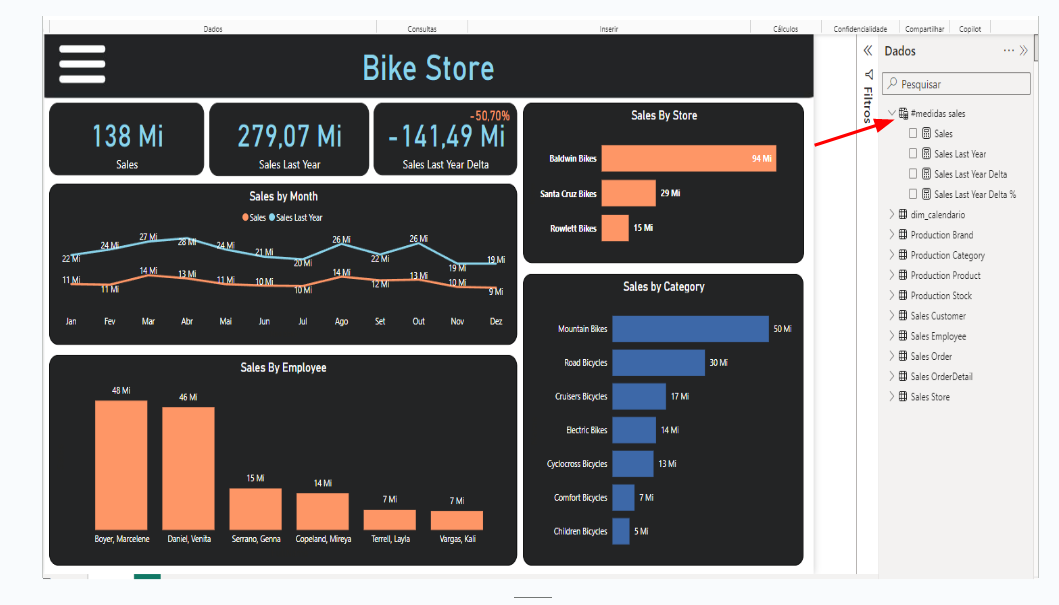 Dados Consultas Inserir Cálculos Confidencialidade Compartilhar Copilot
Bike Store
138 Mi
Sales
279,07 Mi
Sales Last Year
-50,70%
-141,49 Mi
Sales Last Year Delta
Sales by Month
Sales Sales Last Year
22 Mi 24 Mi 27 Mi 28 Mi 24 Mi 21 Mi 20 Mi 26 Mi 22 Mi 26 Mi 19 Mi 19 Mi
11 Mi 11 Mi 14 Mi 13 Mi 11 Mi 10 Mi 10 Mi 14 Mi 12 Mi 13 Mi 10 Mi 9 Mi
Jan Fev Mar Abr Mai Jun Jul Ago Set Out Nov Dez
Sales By Employee
48 Mi 46 Mi 15 Mi 14 Mi 7 Mi 7 Mi
Boyer, Marcelene Daniel, Venita Serrano, Genna Copeland, Mireya Terrell, Layla Vargas, Kali
Sales By Store
Baldwin Bikes 94 Mi
Santa Cruz Bikes 29 Mi
Rowlett Bikes 15 Mi
Sales by Category
Mountain Bikes 50 Mi
Road Bicycles 30 Mi
Cruisers Bicycles 17 Mi
Electric Bikes 14 Mi
Cyclocross Bicycles 13 Mi
Comfort Bicycles 7 Mi
Children Bicycles 5 Mi
Filtros
Dados
Pesquisar
#medidas sales
Sales
Sales Last Year
Sales Last Year Delta
Sales Last Year Delta %
dim_calendario
Production Brand
Production Category
Production Product
Production Stock
Sales Customer
Sales Employee
Sales Order
Sales OrderDetail
Sales Store